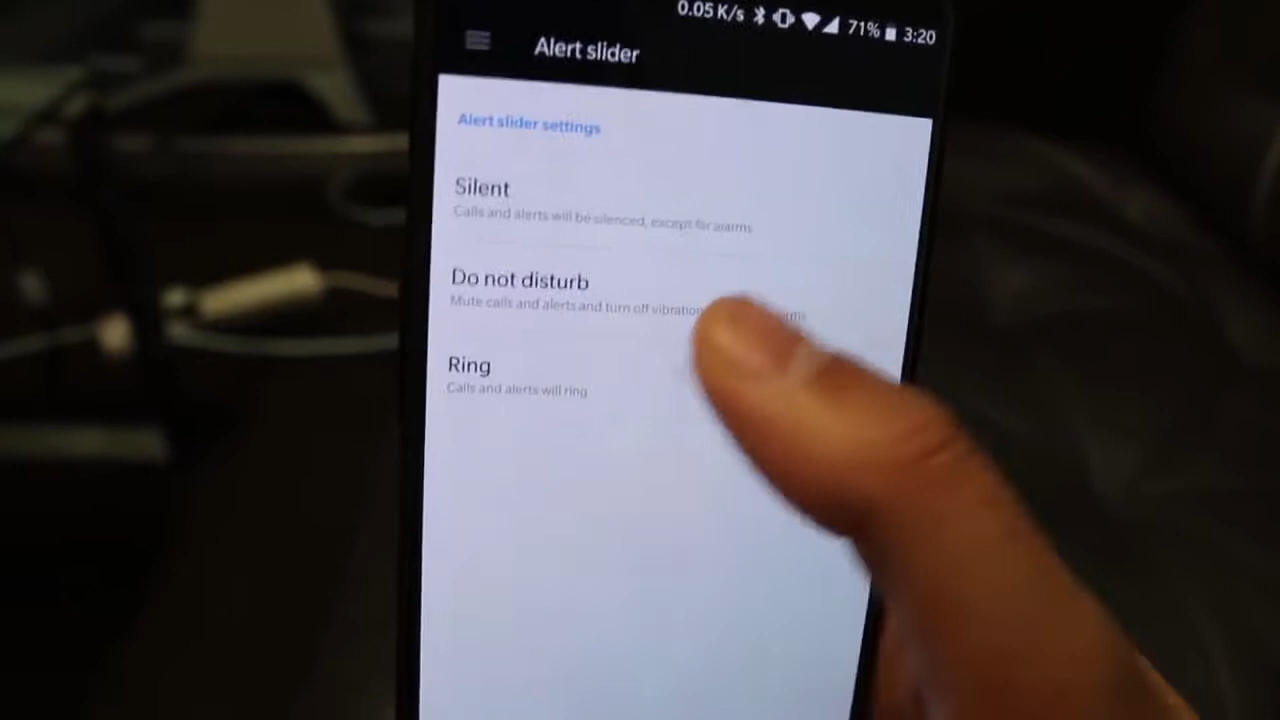 0.05 K/s 71% 3:20
Alert slider
Alert slider settings
Silent
Calls and alerts will be silenced, except for alarms
Do not disturb
Mute calls and alerts and turn off vibration
Ring
Calls and alerts will ring